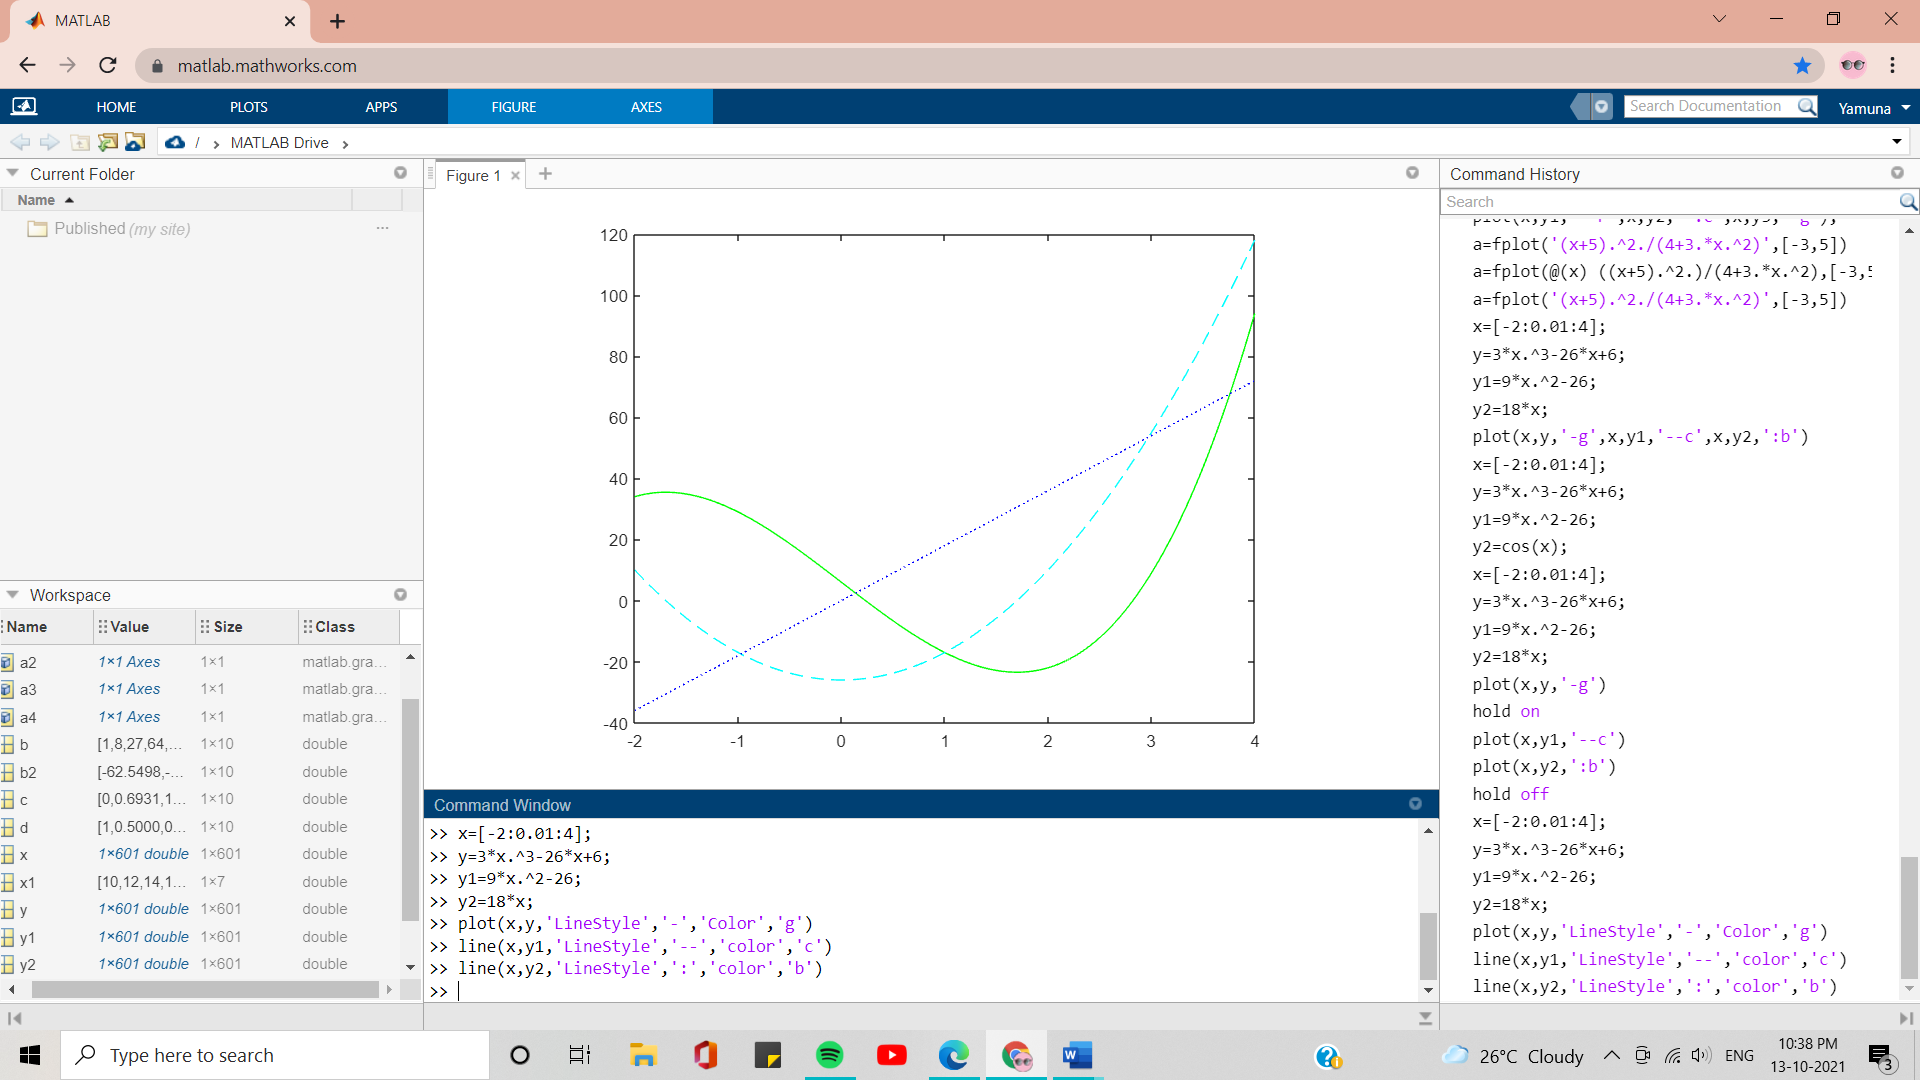 MATLAB
matlab.mathworks.com
HOME PLOTS APPS FIGURE AXES
Search Documentation
Yamuna
/ › MATLAB Drive ›
Current Folder
Name
Published (my site)
Workspace
Name Value Size Class
a2 1×1 Axes 1×1 matlab.gra...
a3 1×1 Axes 1×1 matlab.gra...
a4 1×1 Axes 1×1 matlab.gra...
b [1,8,27,64,... 1×10 double
b2 [-62.5498,-... 1×10 double
c [0,0.6931,1... 1×10 double
d [1,0.5000,0... 1×10 double
x 1×601 double 1×601 double
x1 [10,12,14,1... 1×7 double
y 1×601 double 1×601 double
y1 1×601 double 1×601 double
y2 1×601 double 1×601 double
Figure 1
120
100
80
60
40
20
0
-20
-40
-2 -1 0 1 2 3 4
Command Window
>> x=[-2:0.01:4];
>> y=3*x.^3-26*x+6;
>> y1=9*x.^2-26;
>> y2=18*x;
>> plot(x,y,'LineStyle','-','Color','g')
>> line(x,y1,'LineStyle','--','color','c')
>> line(x,y2,'LineStyle',':','color','b')
>>
Command History
Search
a=fplot('(x+5).^2./(4+3.*x.^2)',[-3,5])
a=fplot(@(x) ((x+5).^2.)/(4+3.*x.^2),[-3,5
a=fplot('(x+5).^2./(4+3.*x.^2)',[-3,5])
x=[-2:0.01:4];
y=3*x.^3-26*x+6;
y1=9*x.^2-26;
y2=18*x;
plot(x,y,'-g',x,y1,'--c',x,y2,':b')
x=[-2:0.01:4];
y=3*x.^3-26*x+6;
y1=9*x.^2-26;
y2=cos(x);
x=[-2:0.01:4];
y=3*x.^3-26*x+6;
y1=9*x.^2-26;
y2=18*x;
plot(x,y,'-g')
hold on
plot(x,y1,'--c')
plot(x,y2,':b')
hold off
x=[-2:0.01:4];
y=3*x.^3-26*x+6;
y1=9*x.^2-26;
y2=18*x;
plot(x,y,'LineStyle','-','Color','g')
line(x,y1,'LineStyle','--','color','c')
line(x,y2,'LineStyle',':','color','b')
Type here to search
26°C Cloudy
ENG
10:38 PM
13-10-2021
3